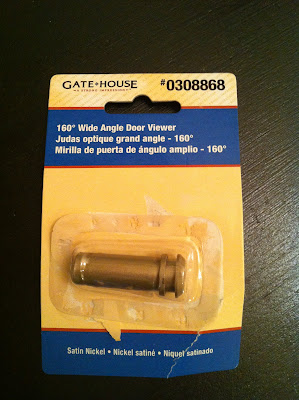 GATE HOUSE
#0308868
160° Wide Angle Door Viewer
Judas optique grand angle - 160°
Mirilla de puerta de ángulo amplio - 160°
Satin Nickel • Nickel satiné • Niquel satinado